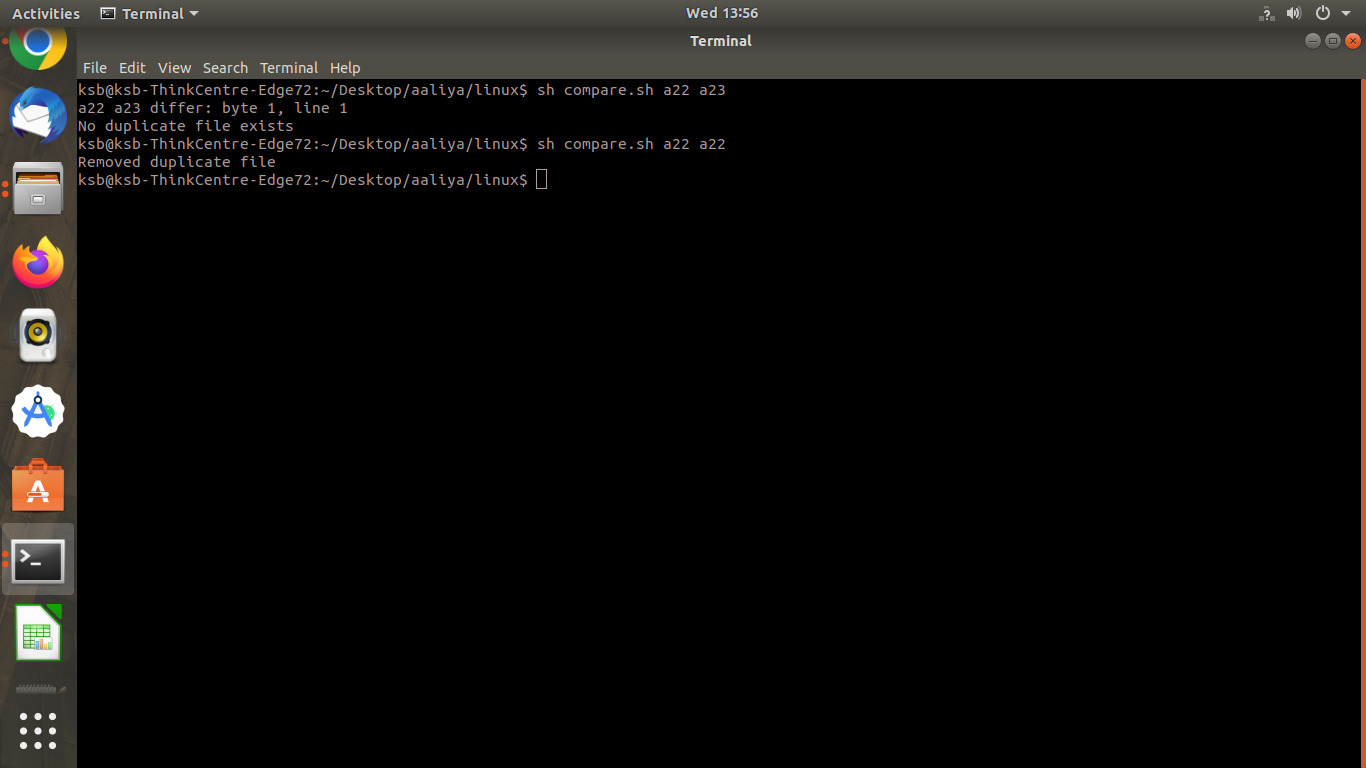 Activities
Terminal
Wed 13:56
Terminal
File Edit View Search Terminal Help
ksb@ksb-ThinkCentre-Edge72:~/Desktop/aaliya/linux$ sh compare.sh a22 a23
a22 a23 differ: byte 1, line 1
No duplicate file exists
ksb@ksb-ThinkCentre-Edge72:~/Desktop/aaliya/linux$ sh compare.sh a22 a22
Removed duplicate file
ksb@ksb-ThinkCentre-Edge72:~/Desktop/aaliya/linux$